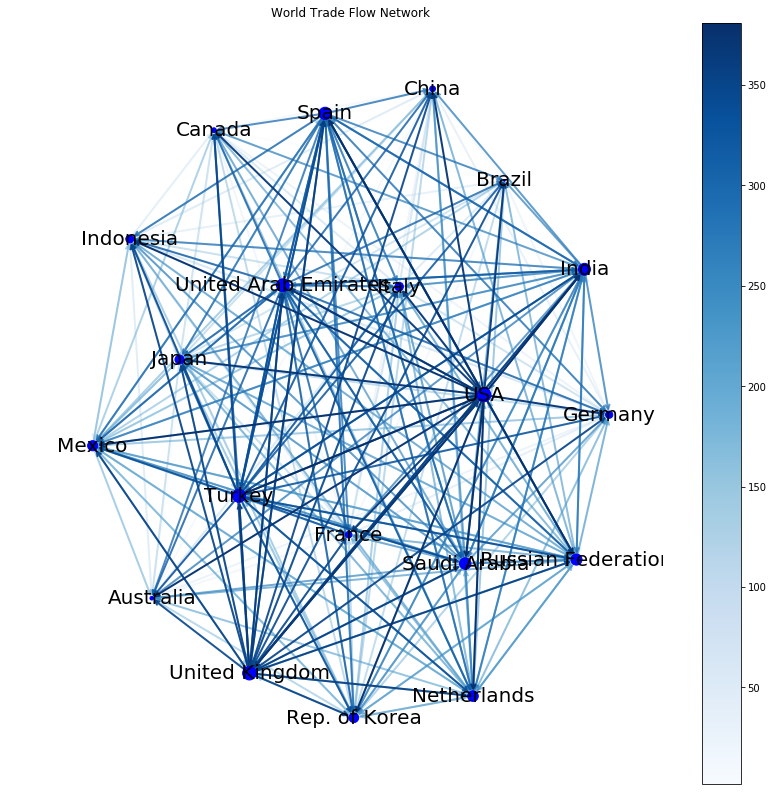 World Trade Flow Network
China
Spain
Canada
Brazil
Indonesia
India
United Arab Emirates
Italy
Japan
USA
Germany
Mexico
Turkey
France
Saudi Arabia
Russian Federation
Australia
United Kingdom
Netherlands
Rep. of Korea
350
300
250
200
150
100
50